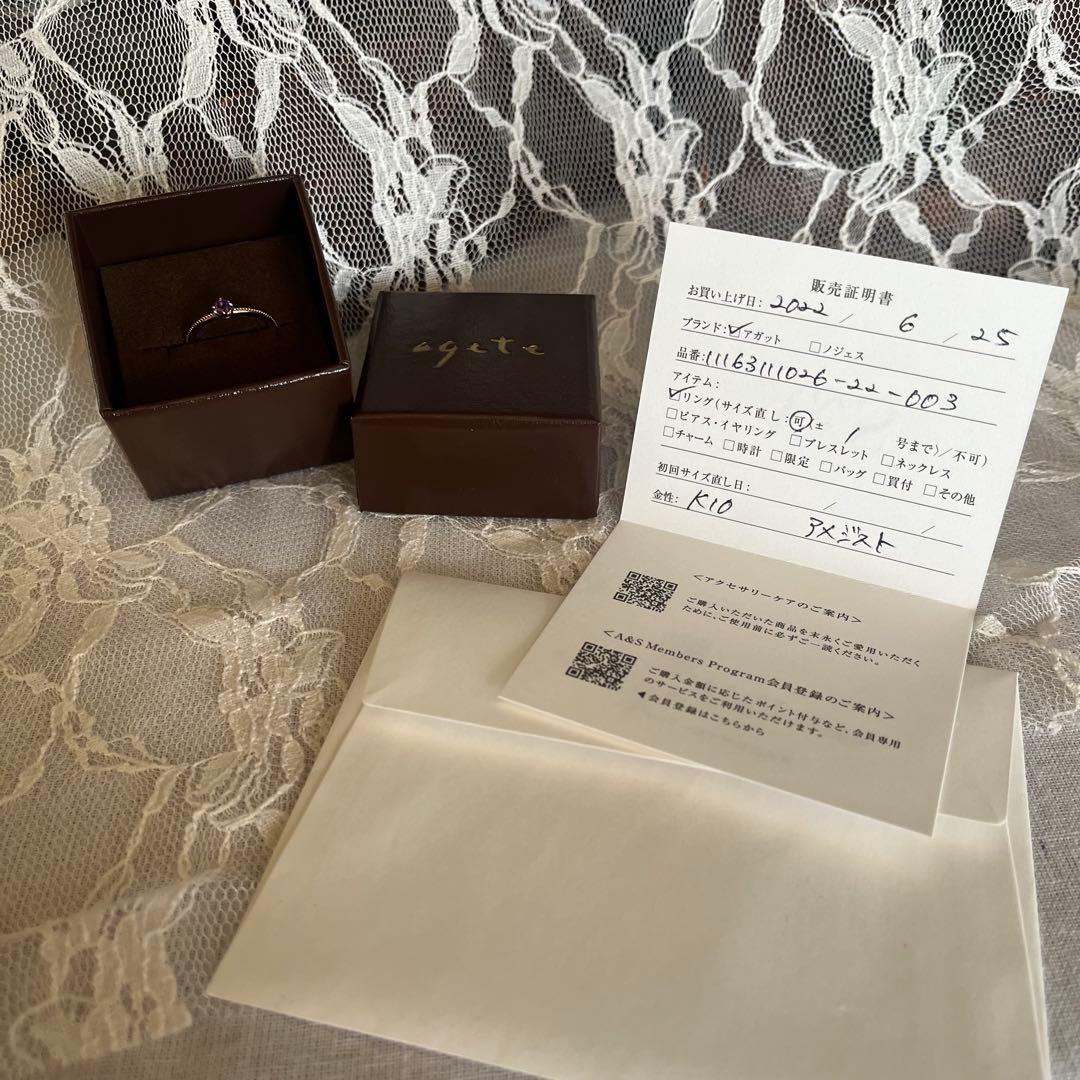 agete
販売証明書
お買い上げ日: 2022 / 6 / 25
ブランド: ☑アガット □ノジェス
品番: 11163111026-22-003
アイテム:
☑リング(サイズ直し:(可)± 1 号まで)/不可)
□ピアス・イヤリング □ブレスレット □ネックレス
□チャーム □時計 □限定 □バッグ □買付 □その他
初回サイズ直し日: / /
金性: K10 アメジスト
<アクセサリーケアのご案内>
ご購入いただいた商品を末永くご愛用いただく
ために、ご使用前に必ずご一読ください。
<A&S Members Program会員登録のご案内>
ご購入金額に応じたポイント付与など、会員専用
のサービスをご利用いただけます。
◀会員登録はこちらから